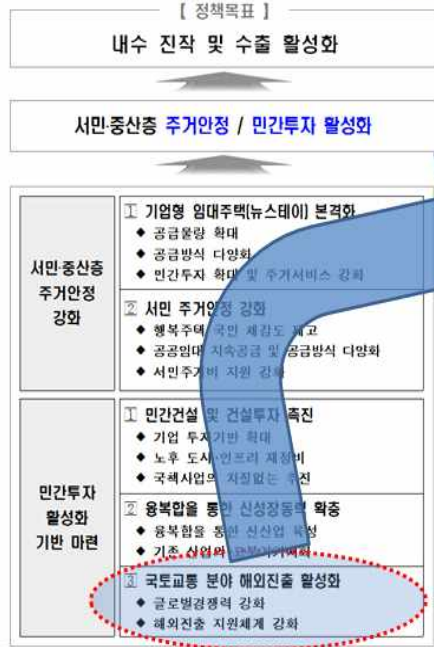 【 정책목표 】
내수 진작 및 수출 활성화
서민·중산층 주거안정 / 민간투자 활성화
서민·중산층
주거안정
강화
1 기업형 임대주택(뉴스테이) 본격화
◆ 공급물량 확대
◆ 공급방식 다양화
◆ 민간투자 확대 및 주거서비스 강화
2 서민 주거안정 강화
◆ 행복주택 국민 체감도 제고
◆ 공공임대 지속공급 및 공급방식 다양화
◆ 서민주거비 지원 강화
민간투자
활성화
기반 마련
1 민간건설 및 건설투자 촉진
◆ 기업 투자기반 확대
◆ 노후 도시·인프라 재정비
◆ 국책사업의 차질없는 추진
2 융복합을 통한 신성장동력 확충
◆ 융복합을 통한 신산업 육성
◆ 기존 산업의
3 국토교통 분야 해외진출 활성화
◆ 글로벌경쟁력 강화
◆ 해외진출 지원체계 강화